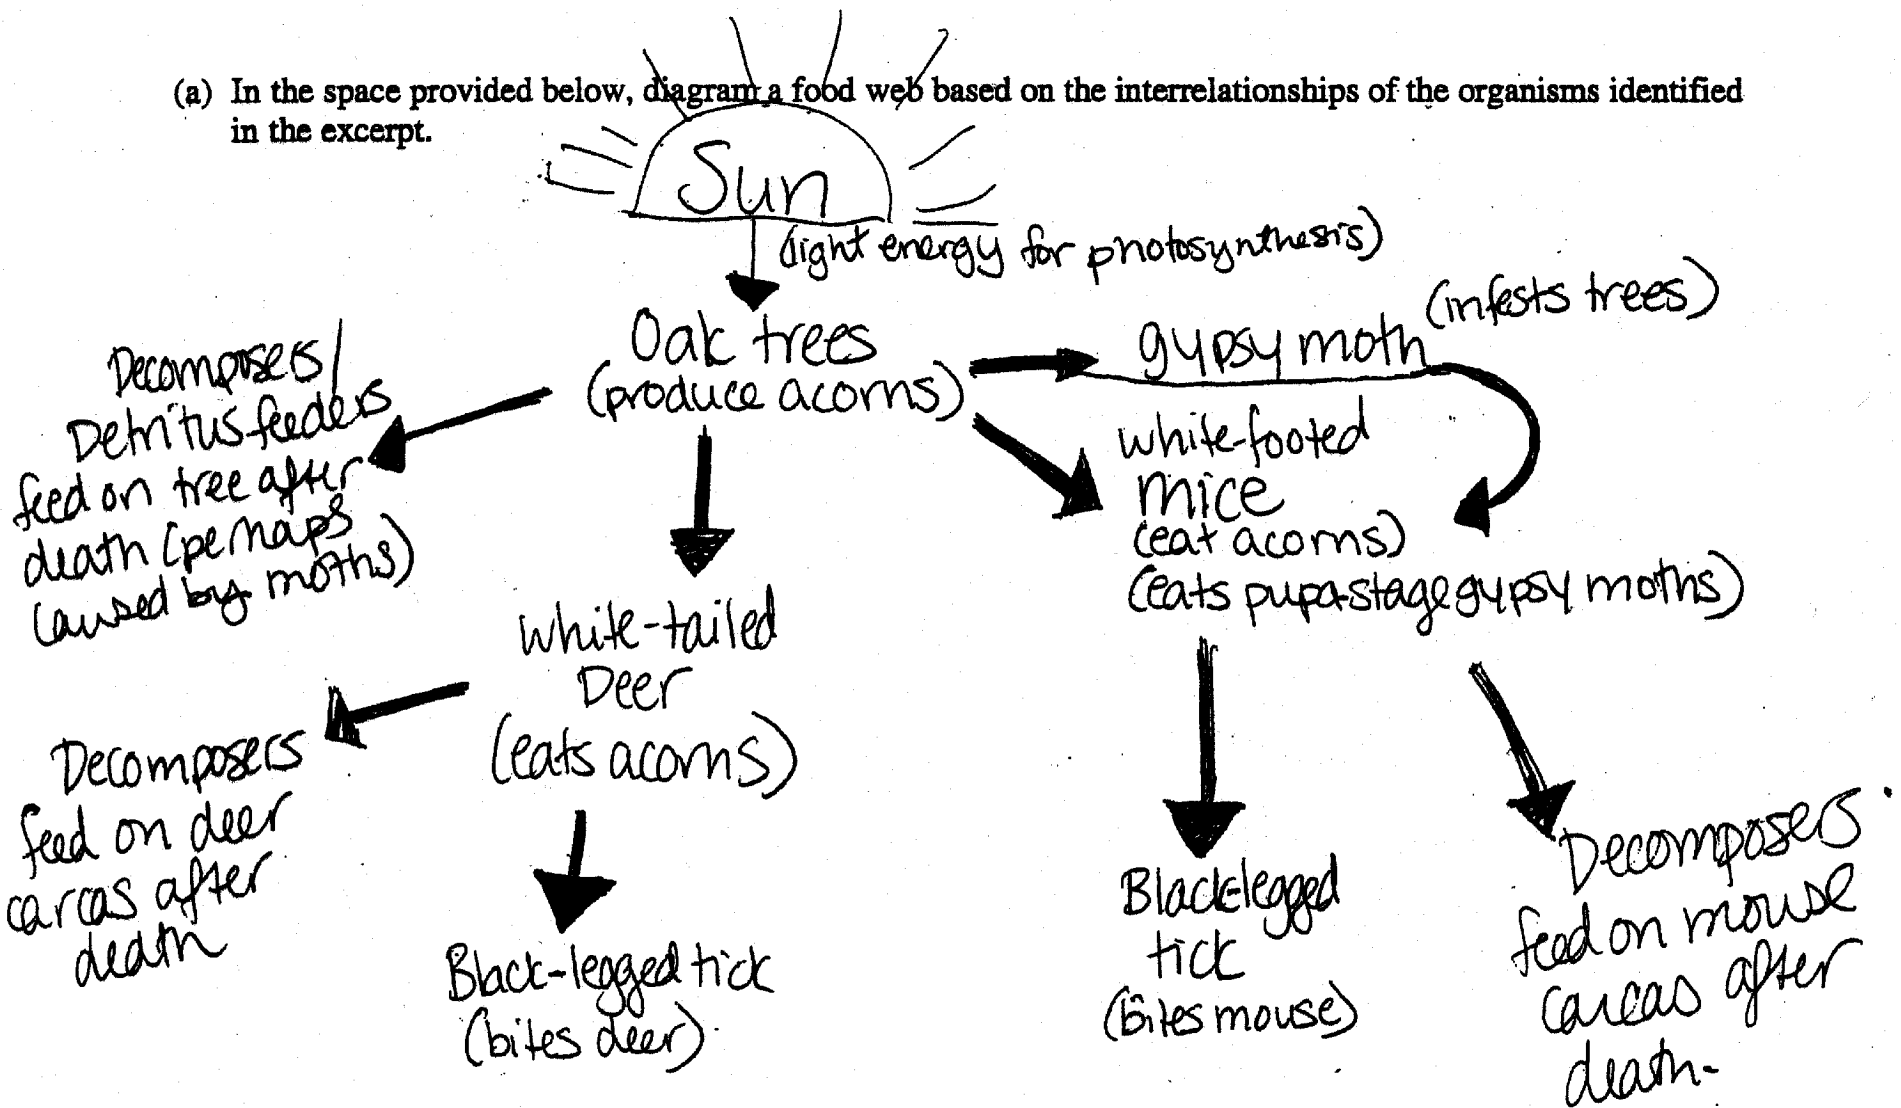 (a) In the space provided below, diagram a food web based on the interrelationships of the organisms identified
in the excerpt.
Sun
(light energy for photosynthesis)
Oak trees
(produce acorns)
gypsy moth
(infests trees)
Decomposers/
Detritus feeders
feed on tree after
death (perhaps
caused by moths)
white-footed
mice
(eat acorns)
(eats pupa-stage gypsy moths)
white-tailed
Deer
(eats acorns)
Decomposers
feed on deer
carcas after
death
Black-legged tick
(bites deer)
Black-legged
tick
(bites mouse)
Decomposers
feed on mouse
carcas after
death.